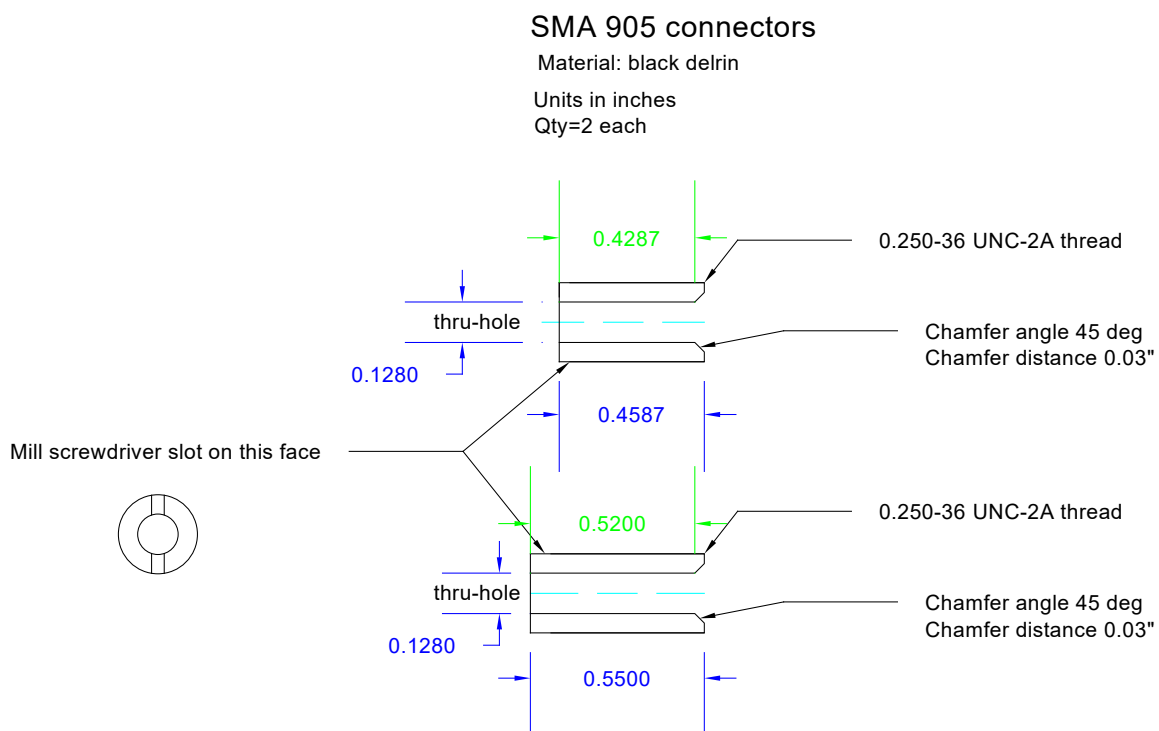 SMA 905 connectors
Material: black delrin
Units in inches
Qty=2 each
0.4287
0.250-36 UNC-2A thread
thru-hole
Chamfer angle 45 deg
Chamfer distance 0.03"
0.1280
0.4587
Mill screwdriver slot on this face
0.5200
0.250-36 UNC-2A thread
thru-hole
Chamfer angle 45 deg
Chamfer distance 0.03"
0.1280
0.5500